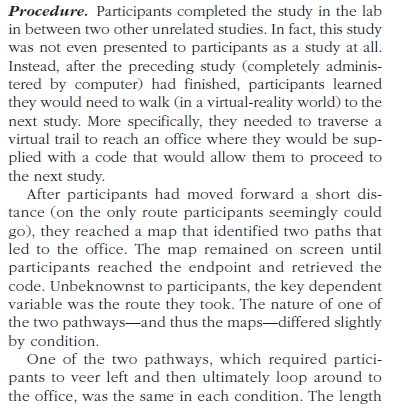 Procedure. Participants completed the study in the lab
in between two other unrelated studies. In fact, this study
was not even presented to participants as a study at all.
Instead, after the preceding study (completely adminis-
tered by computer) had finished, participants learned
they would need to walk (in a virtual-reality world) to the
next study. More specifically, they needed to traverse a
virtual trail to reach an office where they would be sup-
plied with a code that would allow them to proceed to
the next study.
After participants had moved forward a short dis-
tance (on the only route participants seemingly could
go), they reached a map that identified two paths that
led to the office. The map remained on screen until
participants reached the endpoint and retrieved the
code. Unbeknownst to participants, the key dependent
variable was the route they took. The nature of one of
the two pathways—and thus the maps—differed slightly
by condition.
One of the two pathways, which required partici-
pants to veer left and then ultimately loop around to
the office, was the same in each condition. The length